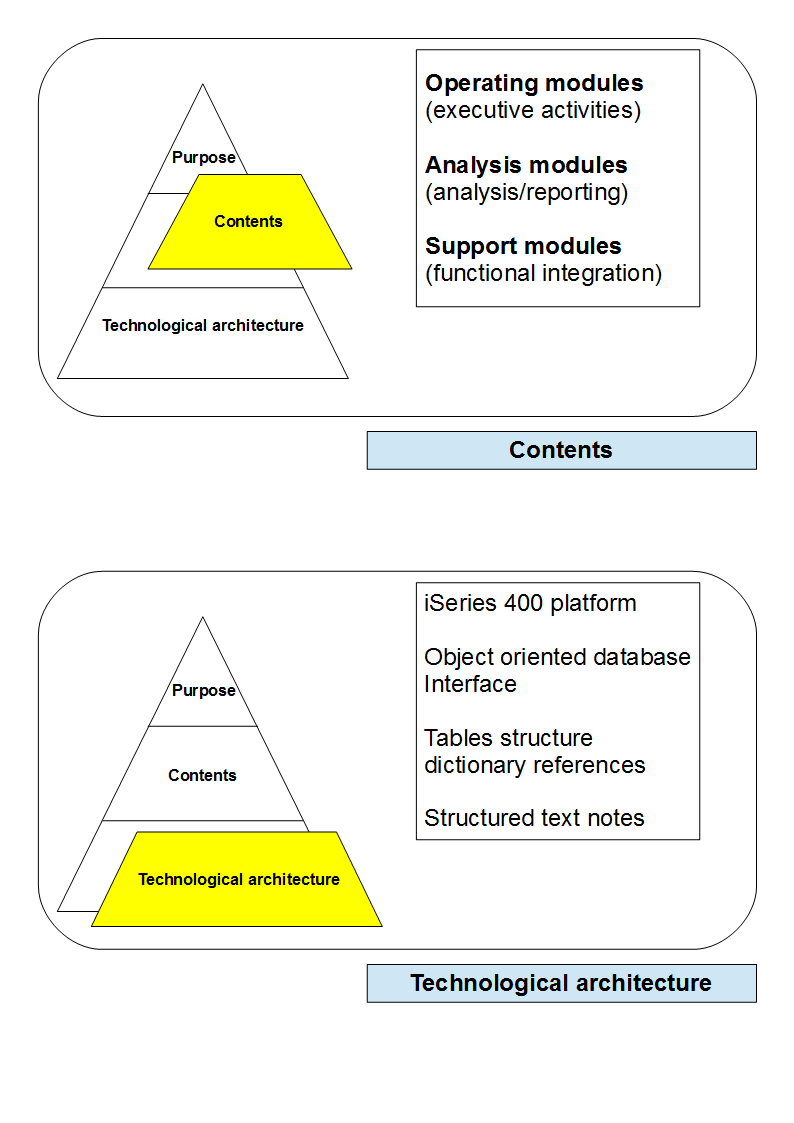 Purpose
Contents
Technological architecture
Operating modules
(executive activities)
Analysis modules
(analysis/reporting)
Support modules
(functional integration)
Contents
Purpose
Contents
Technological architecture
iSeries 400 platform
Object oriented database
Interface
Tables structure
dictionary references
Structured text notes
Technological architecture